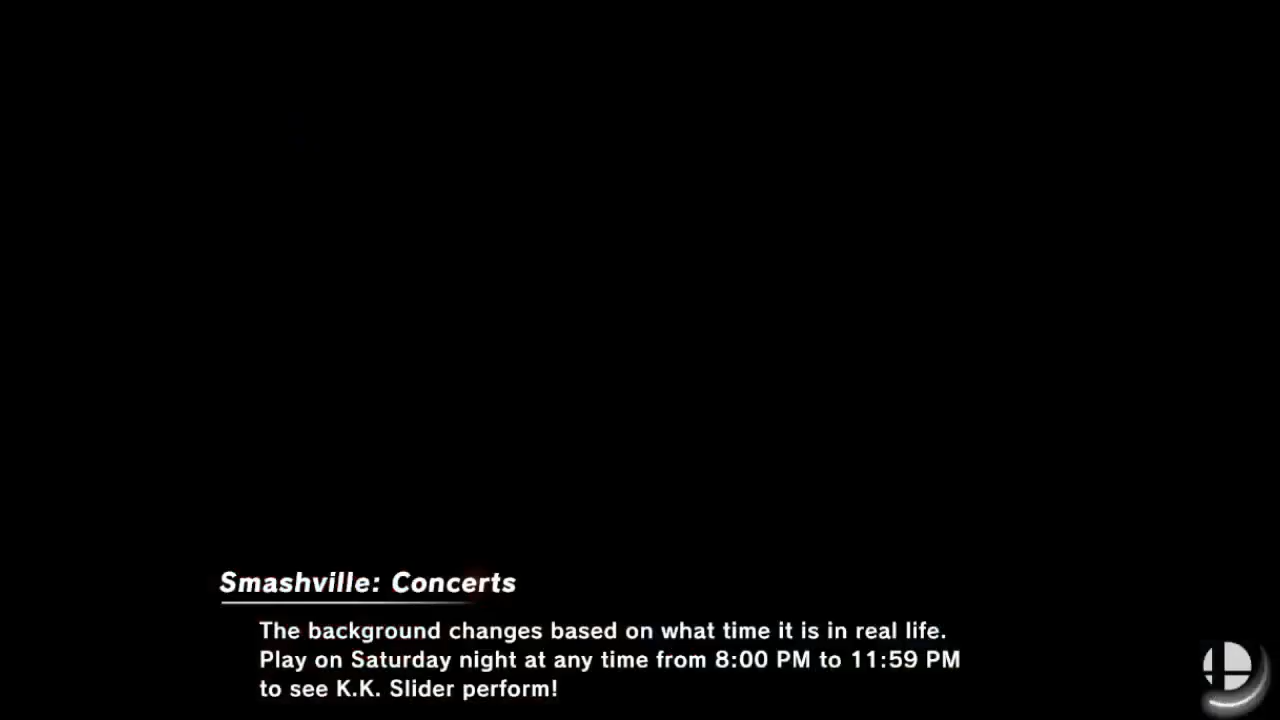 Smashville: Concerts
The background changes based on what time it is in real life.
Play on Saturday night at any time from 8:00 PM to 11:59 PM
to see K.K. Slider perform!